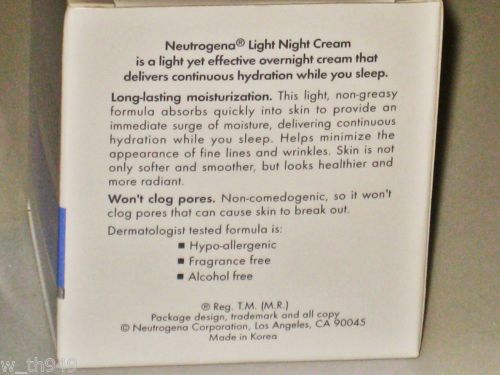 Neutrogena® Light Night Cream
is a light yet effective overnight cream that
delivers continuous hydration while you sleep.
Long-lasting moisturization. This light, non-greasy
formula absorbs quickly into skin to provide an
immediate surge of moisture, delivering continuous
hydration while you sleep. Helps minimize the
appearance of fine lines and wrinkles. Skin is not
only softer and smoother, but looks healthier and
more radiant.
Won't clog pores. Non-comedogenic, so it won't
clog pores that can cause skin to break out.
Dermatologist tested formula is:
■ Hypo-allergenic
■ Fragrance free
■ Alcohol free
® Reg. T.M. (M.R.)
Package design, trademark and all copy
© Neutrogena Corporation, Los Angeles, CA 90045
Made in Korea
w_th949